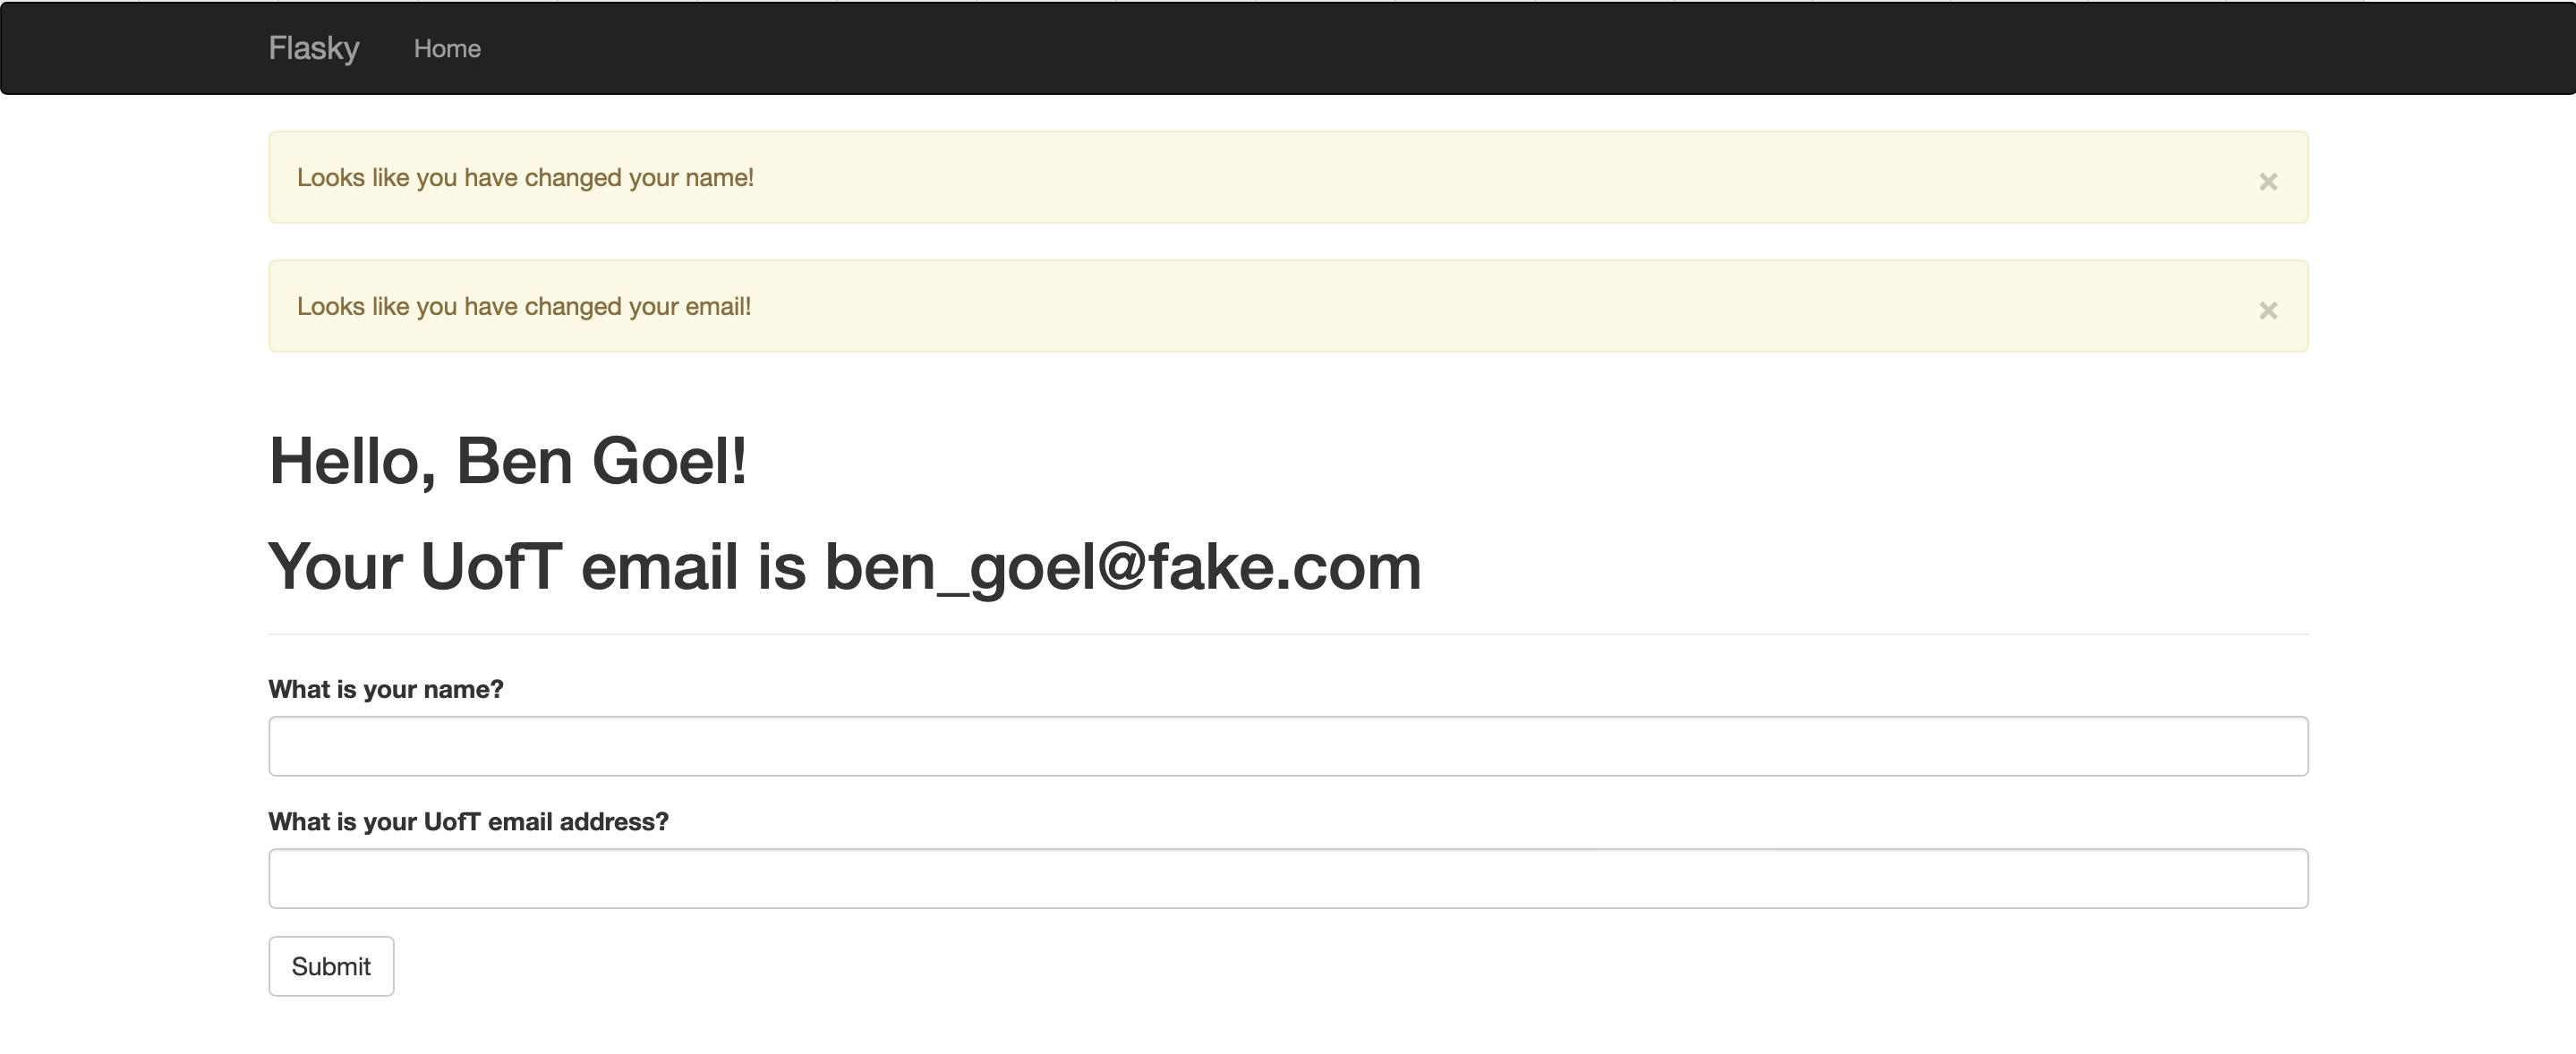 Flasky Home
Looks like you have changed your name! ×
Looks like you have changed your email! ×
Hello, Ben Goel!
Your UofT email is ben_goel@fake.com
What is your name?
What is your UofT email address?
Submit